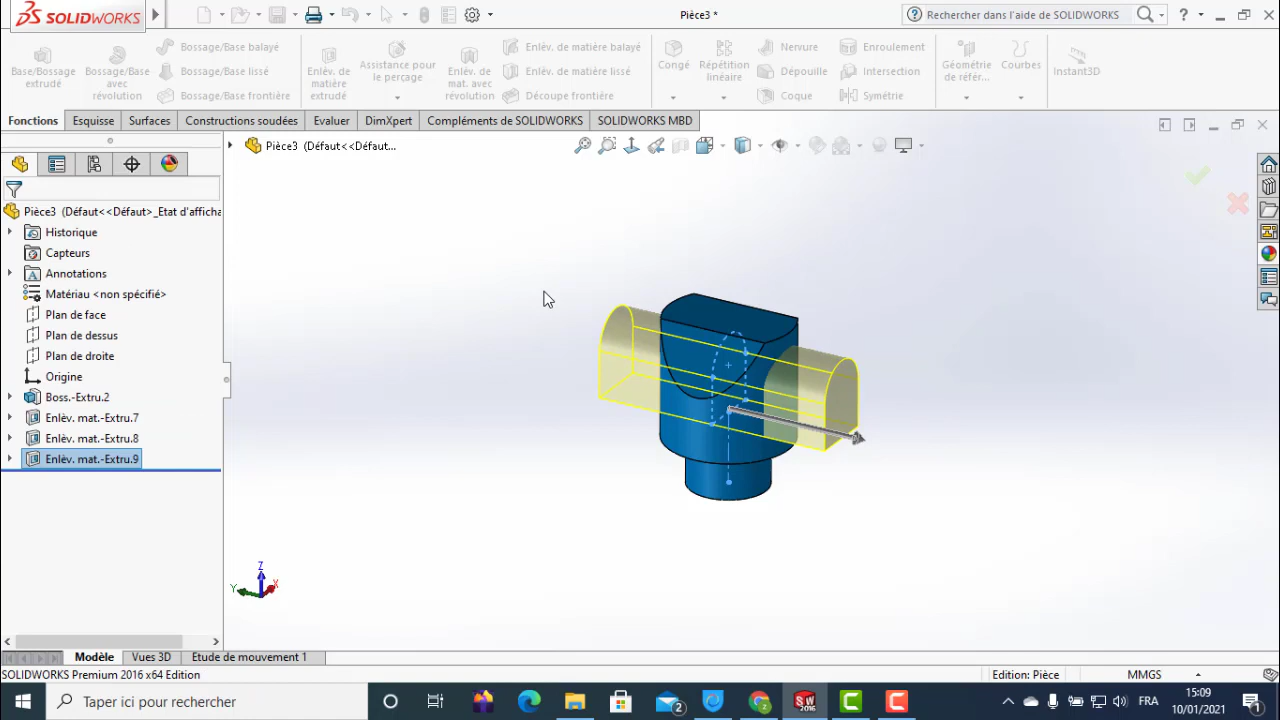 SOLIDWORKS
Pièce3 *
Rechercher dans l'aide de SOLIDWORKS
?
Base/Bossage extrudé
Bossage/Base avec révolution
Bossage/Base balayé
Bossage/Base lissé
Bossage/Base frontière
Enlèv. de matière extrudé
Assistance pour le perçage
Enlèv. de mat. avec révolution
Enlèv. de matière balayé
Enlèv. de matière lissé
Découpe frontière
Congé
Répétition linéaire
Nervure
Dépouille
Coque
Enroulement
Intersection
Symétrie
Géométrie de référ...
Courbes
Instant3D
Fonctions
Esquisse
Surfaces
Constructions soudées
Evaluer
DimXpert
Compléments de SOLIDWORKS
SOLIDWORKS MBD
Pièce3 (Défaut<<Défaut...
Pièce3 (Défaut<<Défaut>_Etat d'afficha
Historique
Capteurs
Annotations
Matériau <non spécifié>
Plan de face
Plan de dessus
Plan de droite
Origine
Boss.-Extru.2
Enlèv. mat.-Extru.7
Enlèv. mat.-Extru.8
Enlèv. mat.-Extru.9
Z
Y
X
Modèle
Vues 3D
Etude de mouvement 1
SOLIDWORKS Premium 2016 x64 Edition
Edition: Pièce
MMGS
Taper ici pour rechercher
2
SW
2016
FRA
15:09
10/01/2021
1